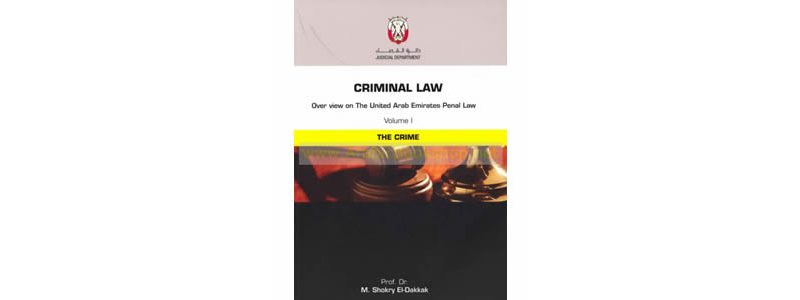 دائرة القضاء
JUDICIAL DEPARTMENT
CRIMINAL LAW
Over view on The United Arab Emirates Penal Law
Volume I
THE CRIME
Prof. Dr.
M. Shokry El-Dakkak